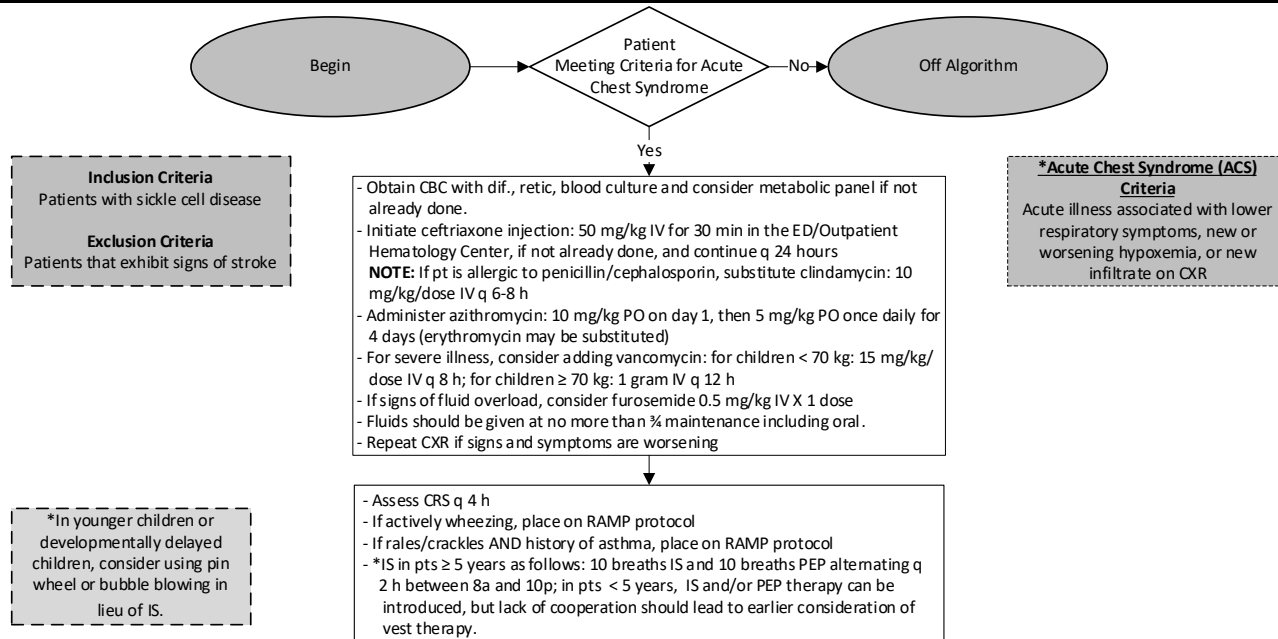 Begin
Patient
Meeting Criteria for Acute
Chest Syndrome
No
Off Algorithm
Yes
Inclusion Criteria
Patients with sickle cell disease
Exclusion Criteria
Patients that exhibit signs of stroke
- Obtain CBC with dif., retic, blood culture and consider metabolic panel if not
already done.
- Initiate ceftriaxone injection: 50 mg/kg IV for 30 min in the ED/Outpatient
Hematology Center, if not already done, and continue q 24 hours
NOTE: If pt is allergic to penicillin/cephalosporin, substitute clindamycin: 10
mg/kg/dose IV q 6-8 h
- Administer azithromycin: 10 mg/kg PO on day 1, then 5 mg/kg PO once daily for
4 days (erythromycin may be substituted)
- For severe illness, consider adding vancomycin: for children < 70 kg: 15 mg/kg/
dose IV q 8 h; for children ≥ 70 kg: 1 gram IV q 12 h
- If signs of fluid overload, consider furosemide 0.5 mg/kg IV X 1 dose
- Fluids should be given at no more than ¾ maintenance including oral.
- Repeat CXR if signs and symptoms are worsening
*Acute Chest Syndrome (ACS)
Criteria
Acute illness associated with lower
respiratory symptoms, new or
worsening hypoxemia, or new
infiltrate on CXR
*In younger children or
developmentally delayed
children, consider using pin
wheel or bubble blowing in
lieu of IS.
- Assess CRS q 4 h
- If actively wheezing, place on RAMP protocol
- If rales/crackles AND history of asthma, place on RAMP protocol
- *IS in pts ≥ 5 years as follows: 10 breaths IS and 10 breaths PEP alternating q
2 h between 8a and 10p; in pts < 5 years, IS and/or PEP therapy can be
introduced, but lack of cooperation should lead to earlier consideration of
vest therapy.